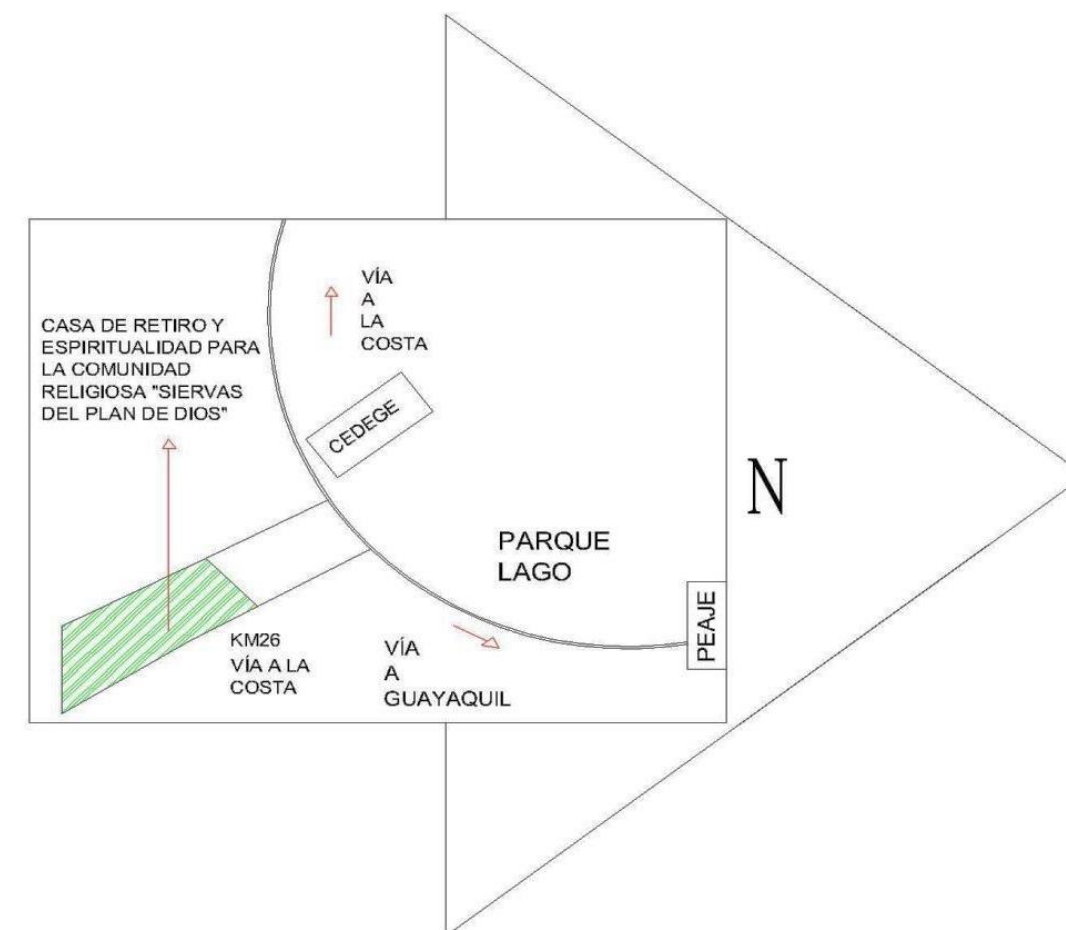 VÍA
A
LA
COSTA
CASA DE RETIRO Y
ESPIRITUALIDAD PARA
LA COMUNIDAD
RELIGIOSA "SIERVAS
DEL PLAN DE DIOS"
CEDEGE
N
PARQUE
LAGO
PEAJE
KM26
VÍA A LA
COSTA
VÍA
A
GUAYAQUIL